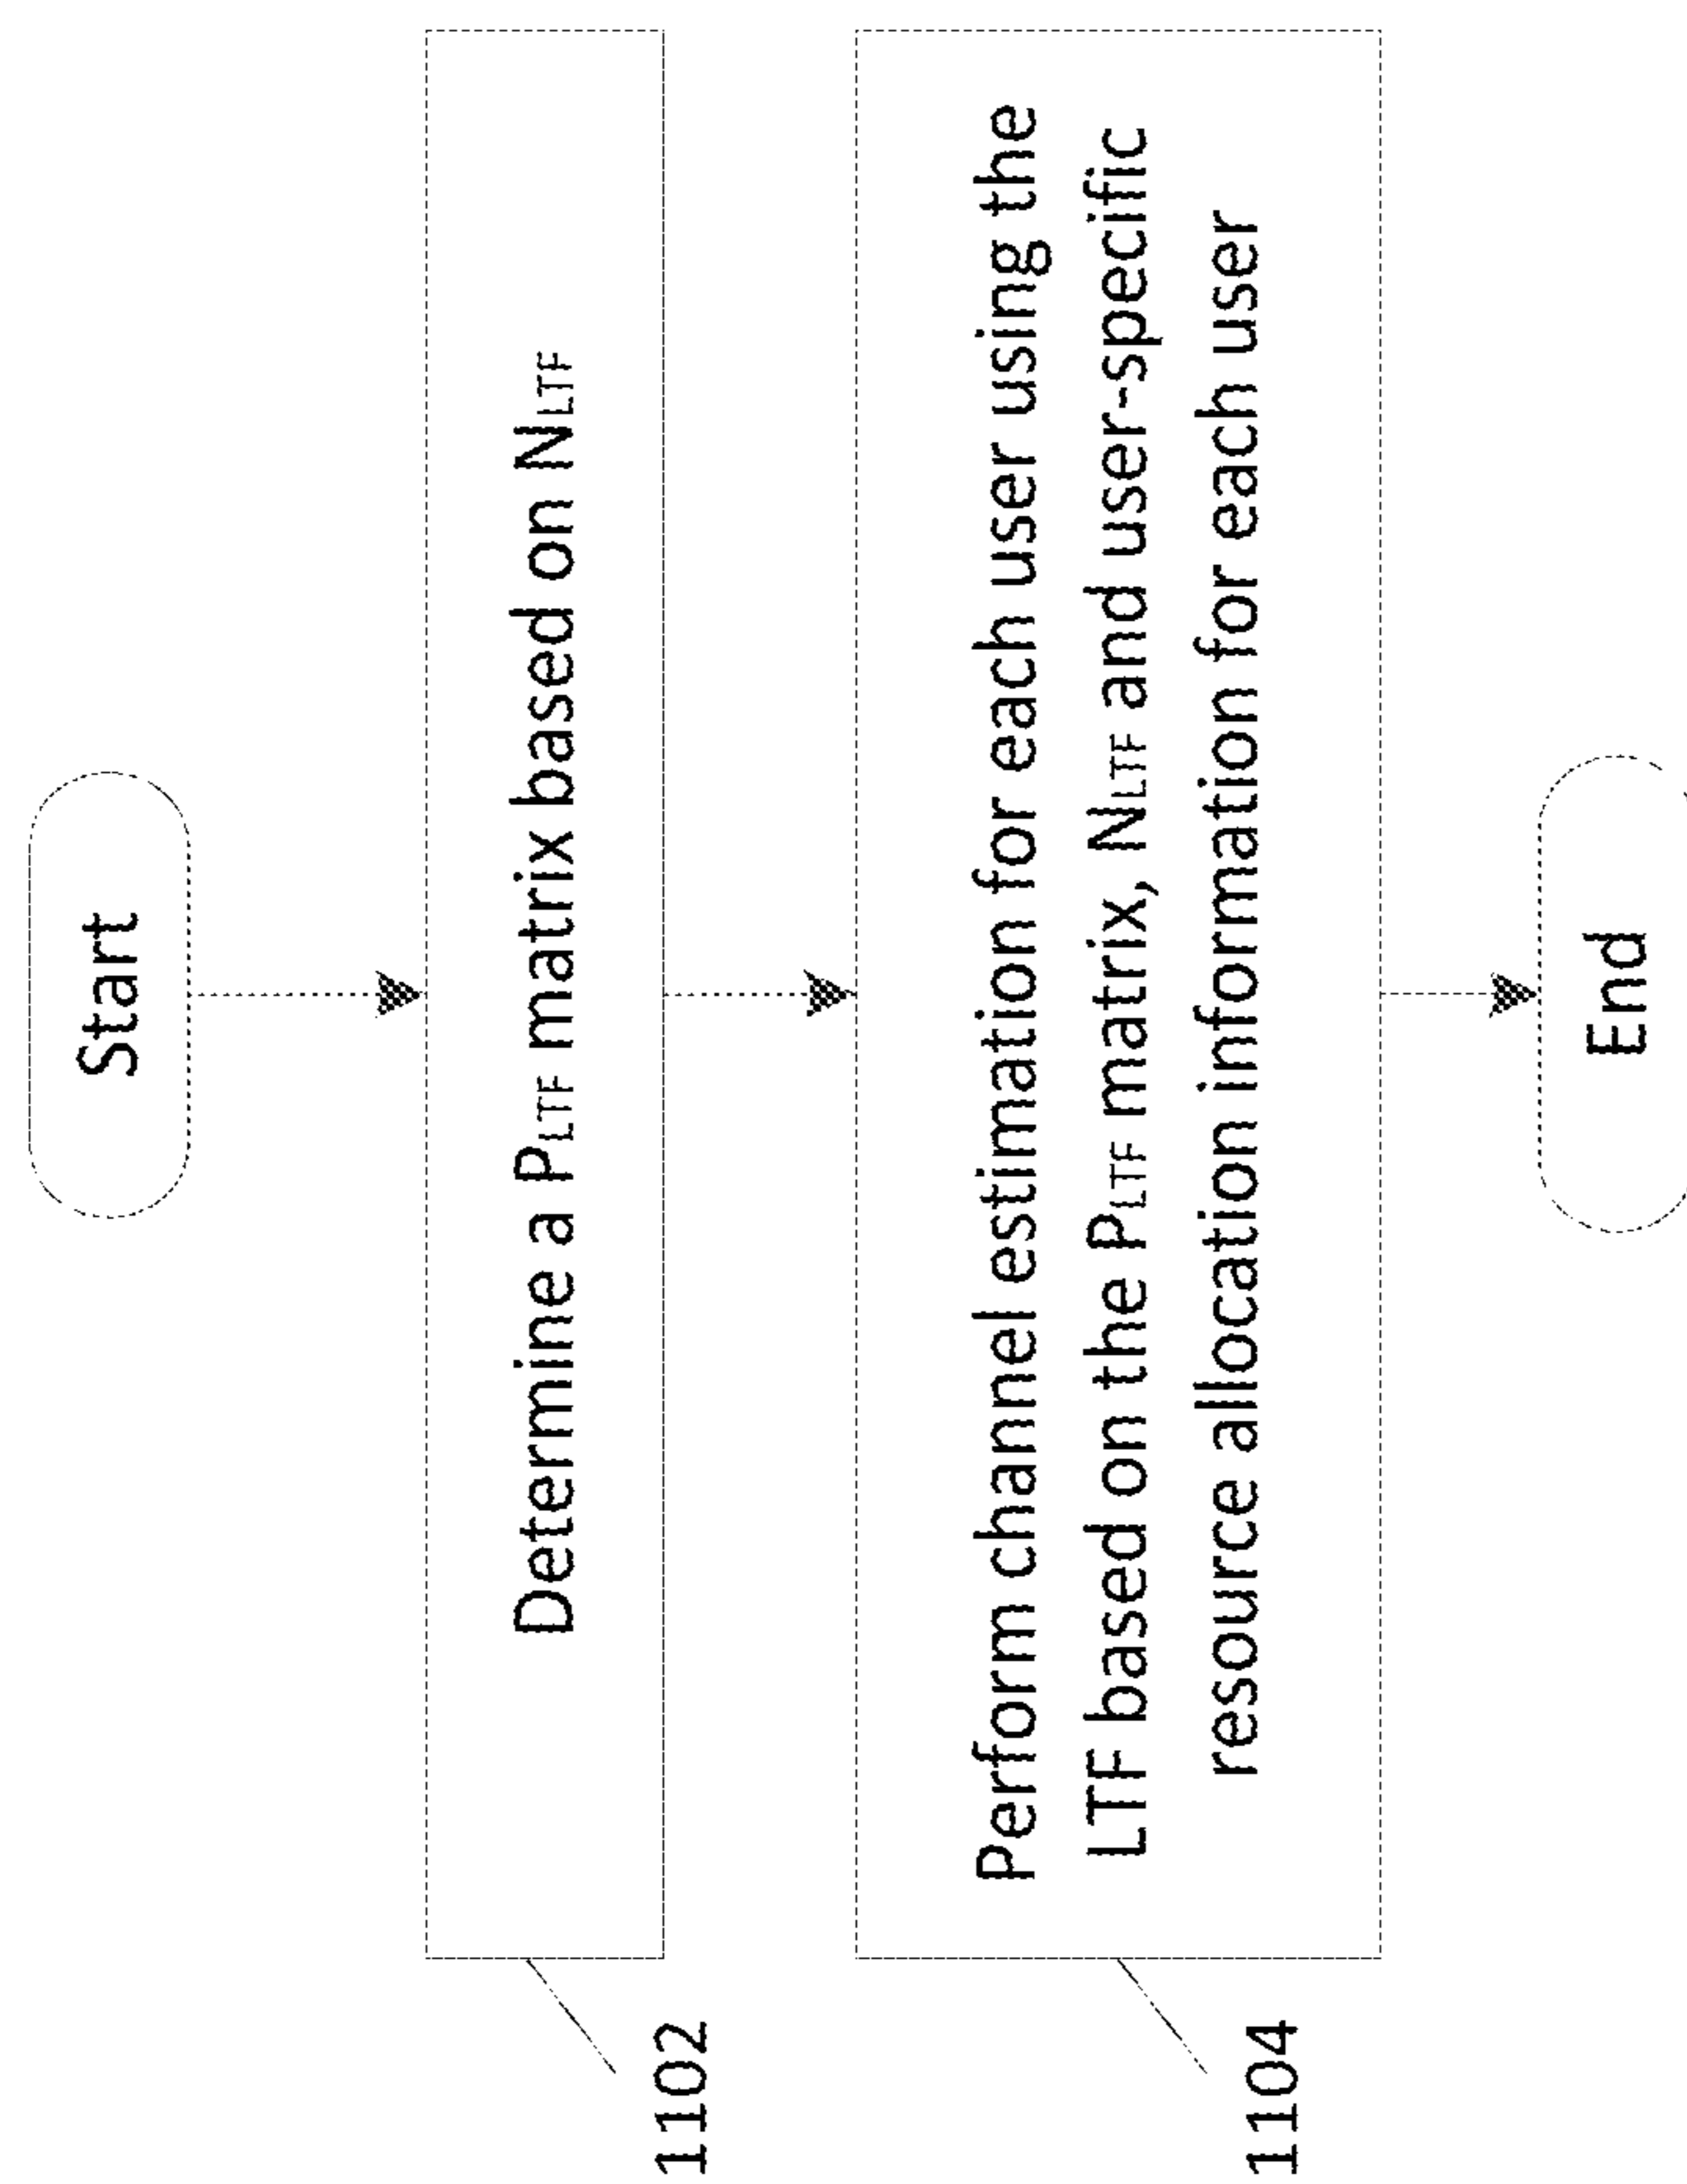 Start
Determine a PLTF matrix based on NLTF
1102
Perform channel estimation for each user using the
LTF based on the PLTF matrix, NLTF and user-specific
resource allocation information for each user
1104
End